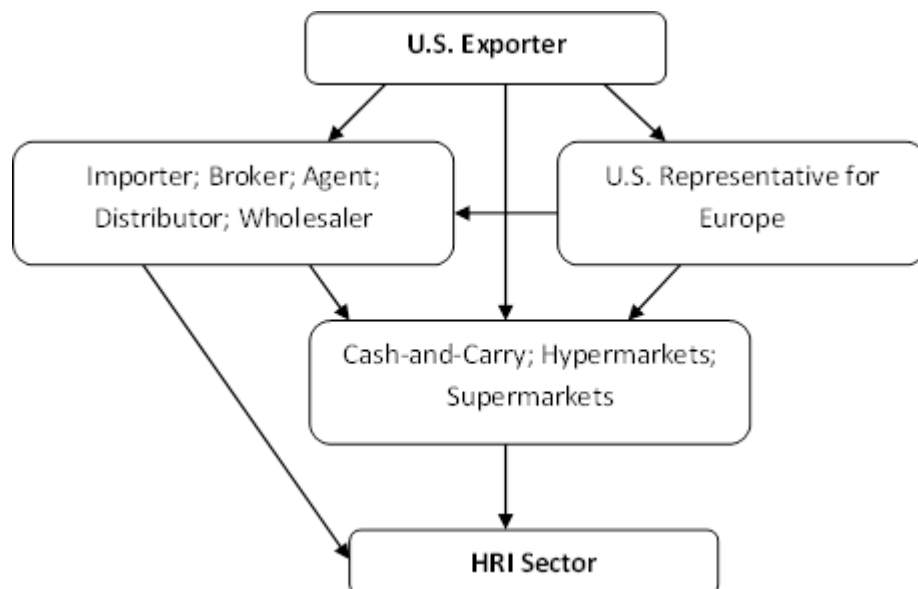 U.S. Exporter
Importer; Broker; Agent;
Distributor; Wholesaler
U.S. Representative for
Europe
Cash-and-Carry; Hypermarkets;
Supermarkets
HRI Sector